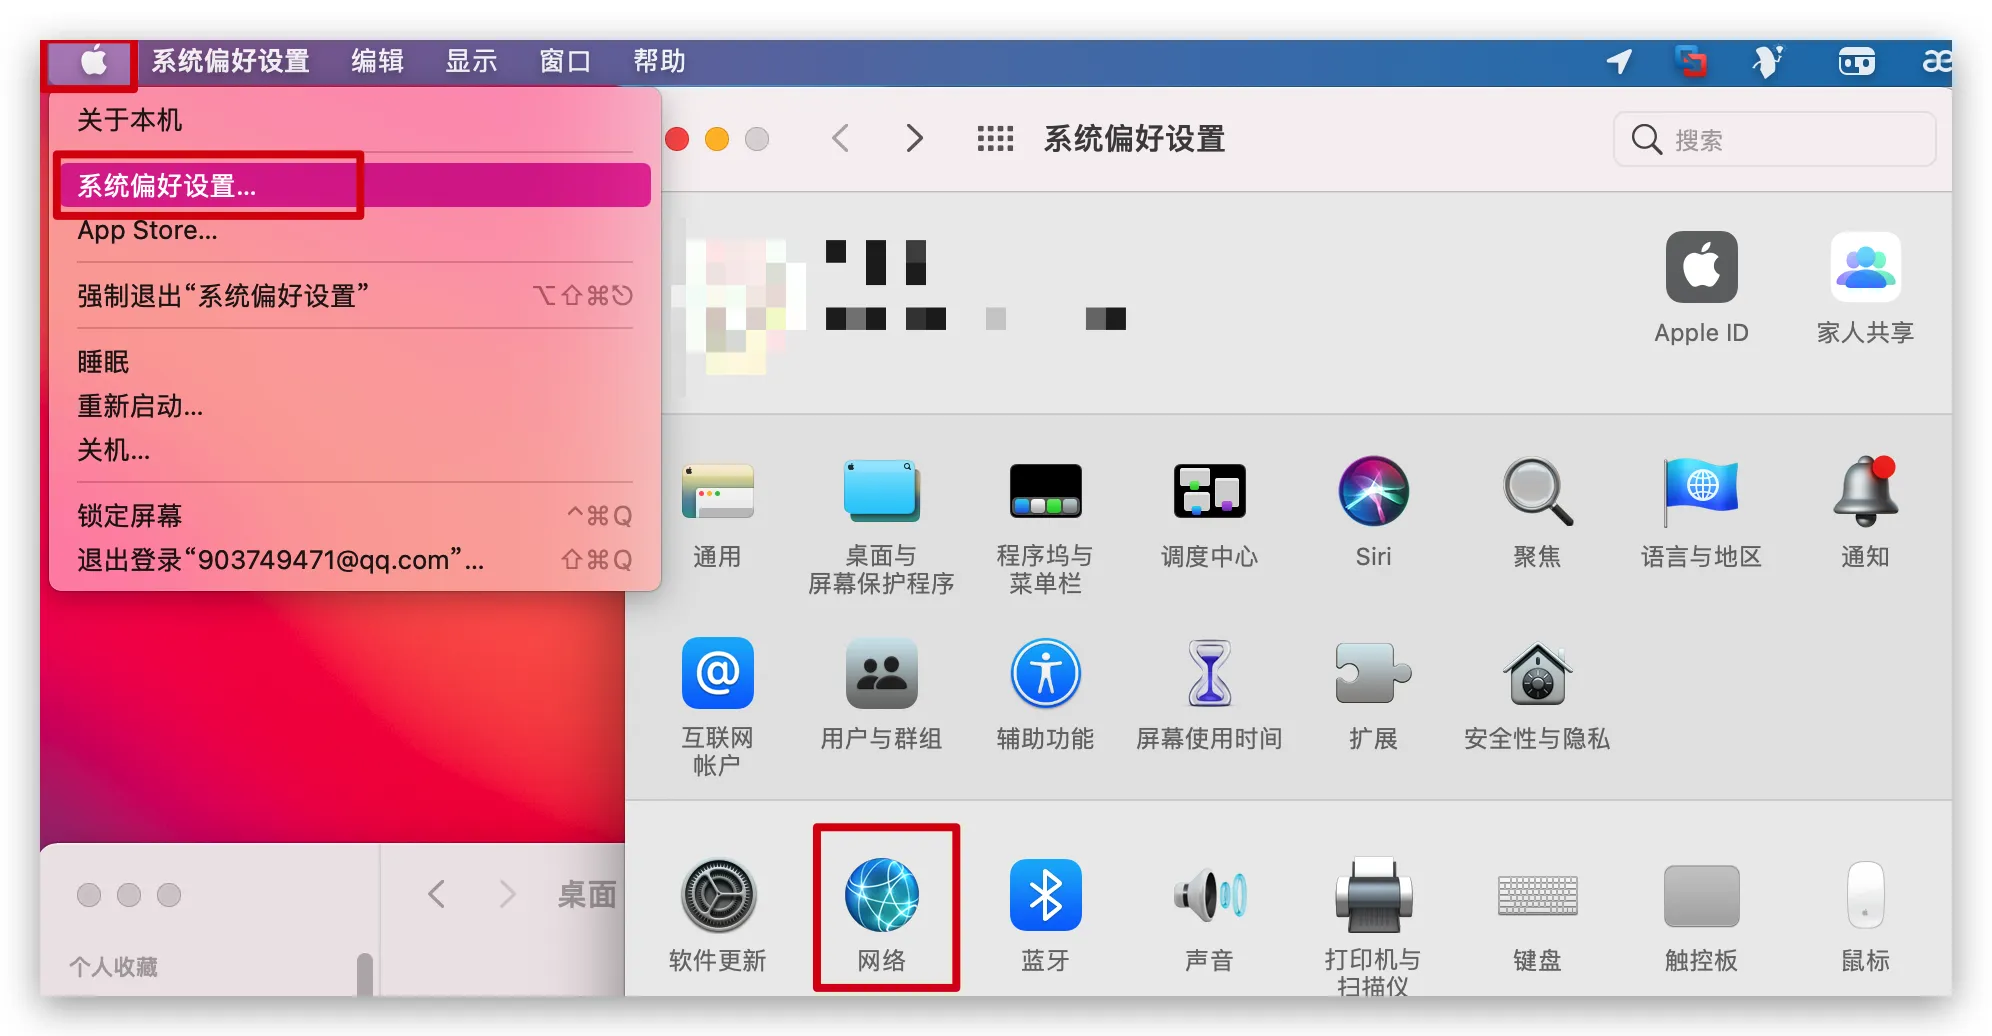 系统偏好设置 编辑 显示 窗口 帮助
关于本机
系统偏好设置...
App Store...
强制退出“系统偏好设置” ⌥⇧⌘⎋
睡眠
重新启动...
关机...
锁定屏幕 ^⌘Q
退出登录“903749471@qq.com”... ⇧⌘Q
系统偏好设置
搜索
Apple ID
家人共享
通用
桌面与
屏幕保护程序
程序坞与
菜单栏
调度中心
Siri
聚焦
语言与地区
通知
互联网
帐户
用户与群组
辅助功能
屏幕使用时间
扩展
安全性与隐私
软件更新
网络
蓝牙
声音
打印机与
扫描仪
键盘
触控板
鼠标
桌面
个人收藏